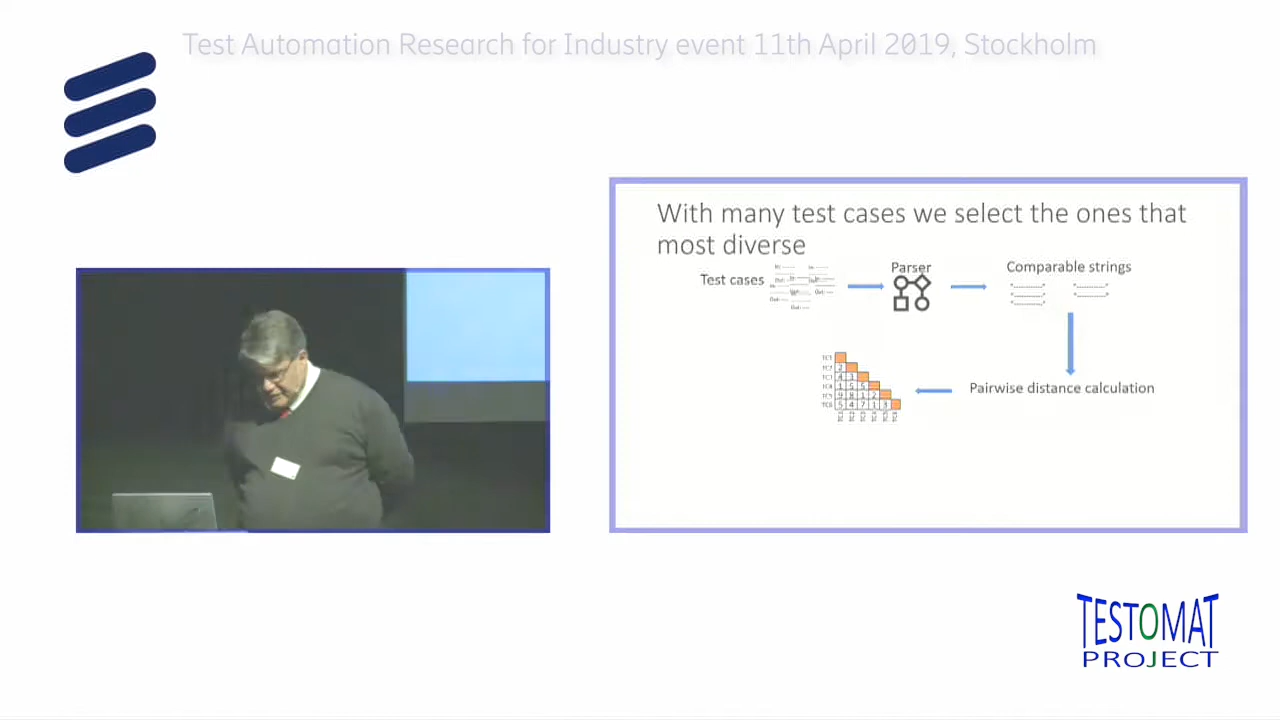 Test Automation Research for Industry event 11th April 2019, Stockholm
With many test cases we select the ones that
most diverse
Test cases
Parser
Comparable strings
Pairwise distance calculation
TESTOMAT
PROJECT